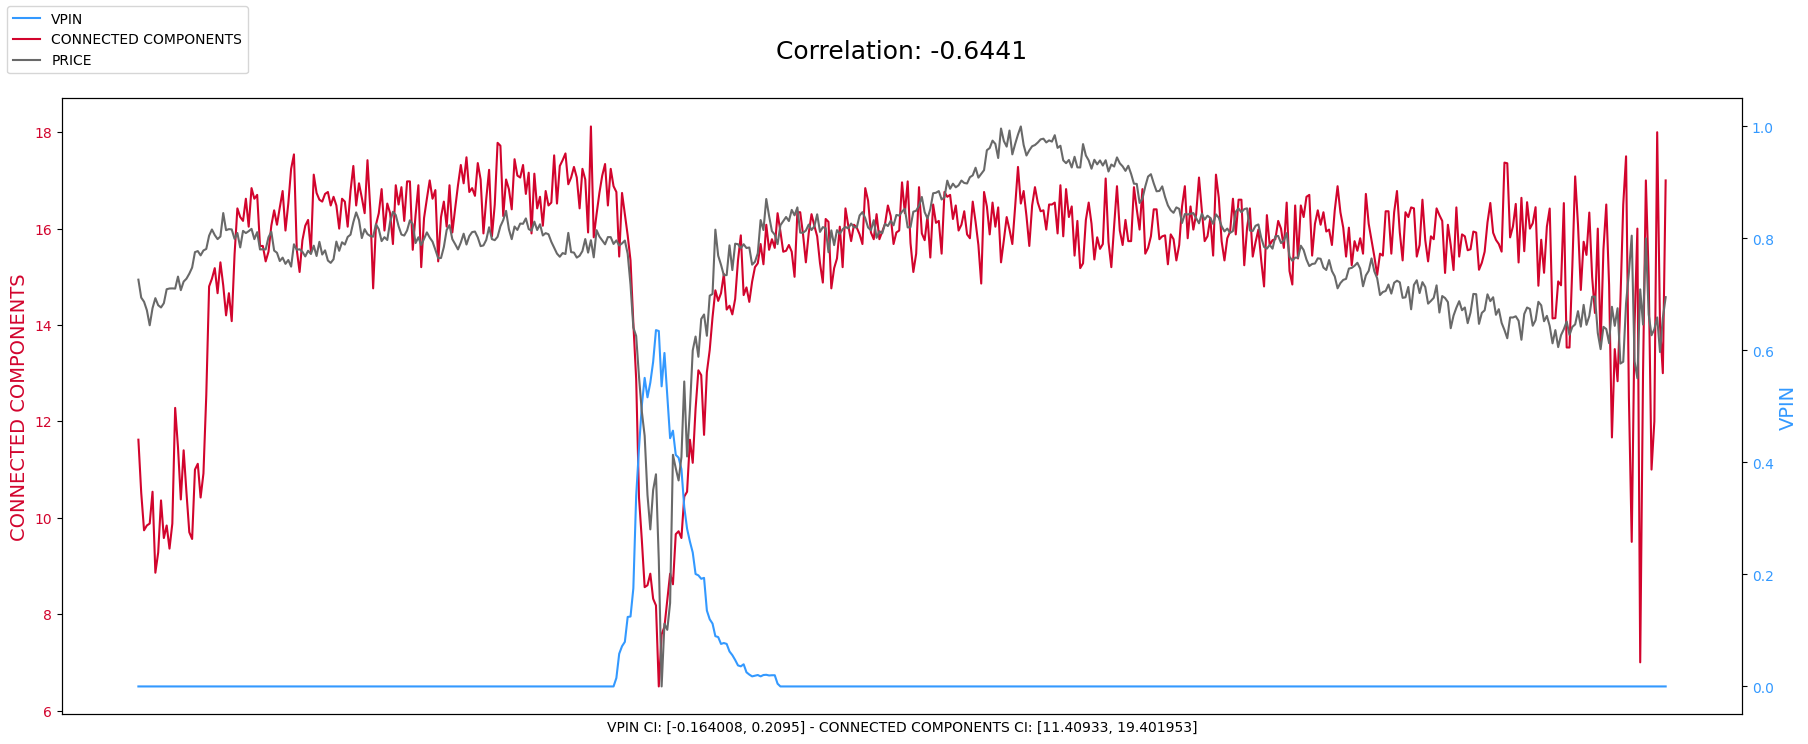 VPIN
CONNECTED COMPONENTS
PRICE
Correlation: -0.6441
CONNECTED COMPONENTS
18
16
14
12
10
8
6
1.0
0.8
0.6
0.4
0.2
0.0
VPIN
VPIN CI: [-0.164008, 0.2095] - CONNECTED COMPONENTS CI: [11.40933, 19.401953]